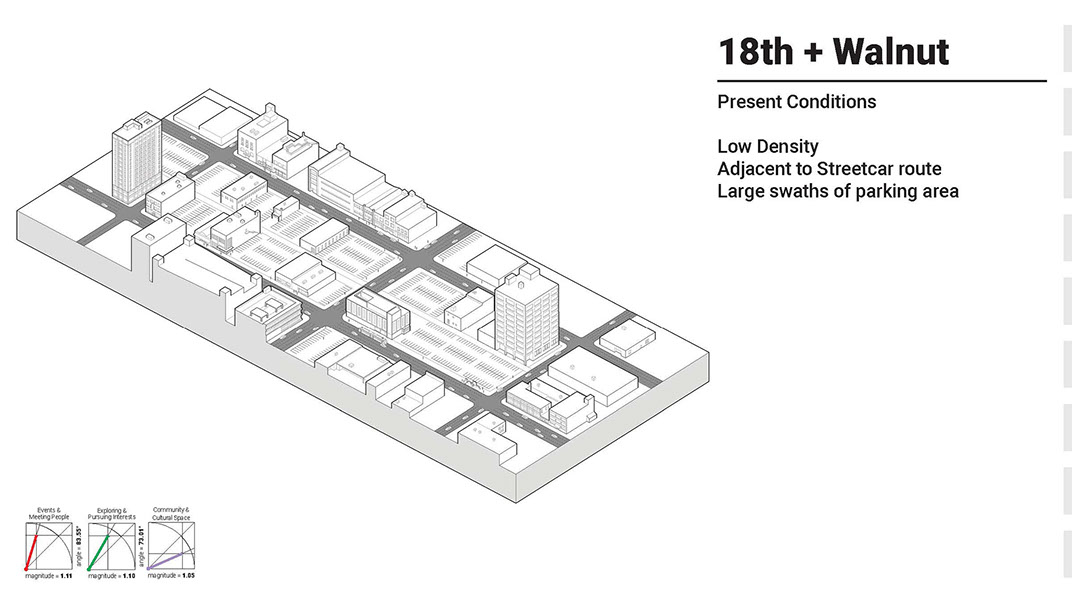 18th + Walnut
Present Conditions
Low Density
Adjacent to Streetcar route
Large swaths of parking area
Events &
Meeting People
angle = 83.55°
magnitude = 1.11
Exploring &
Pursuing Interests
angle = 73.01°
magnitude = 1.10
Community &
Cultural Space
magnitude = 1.05